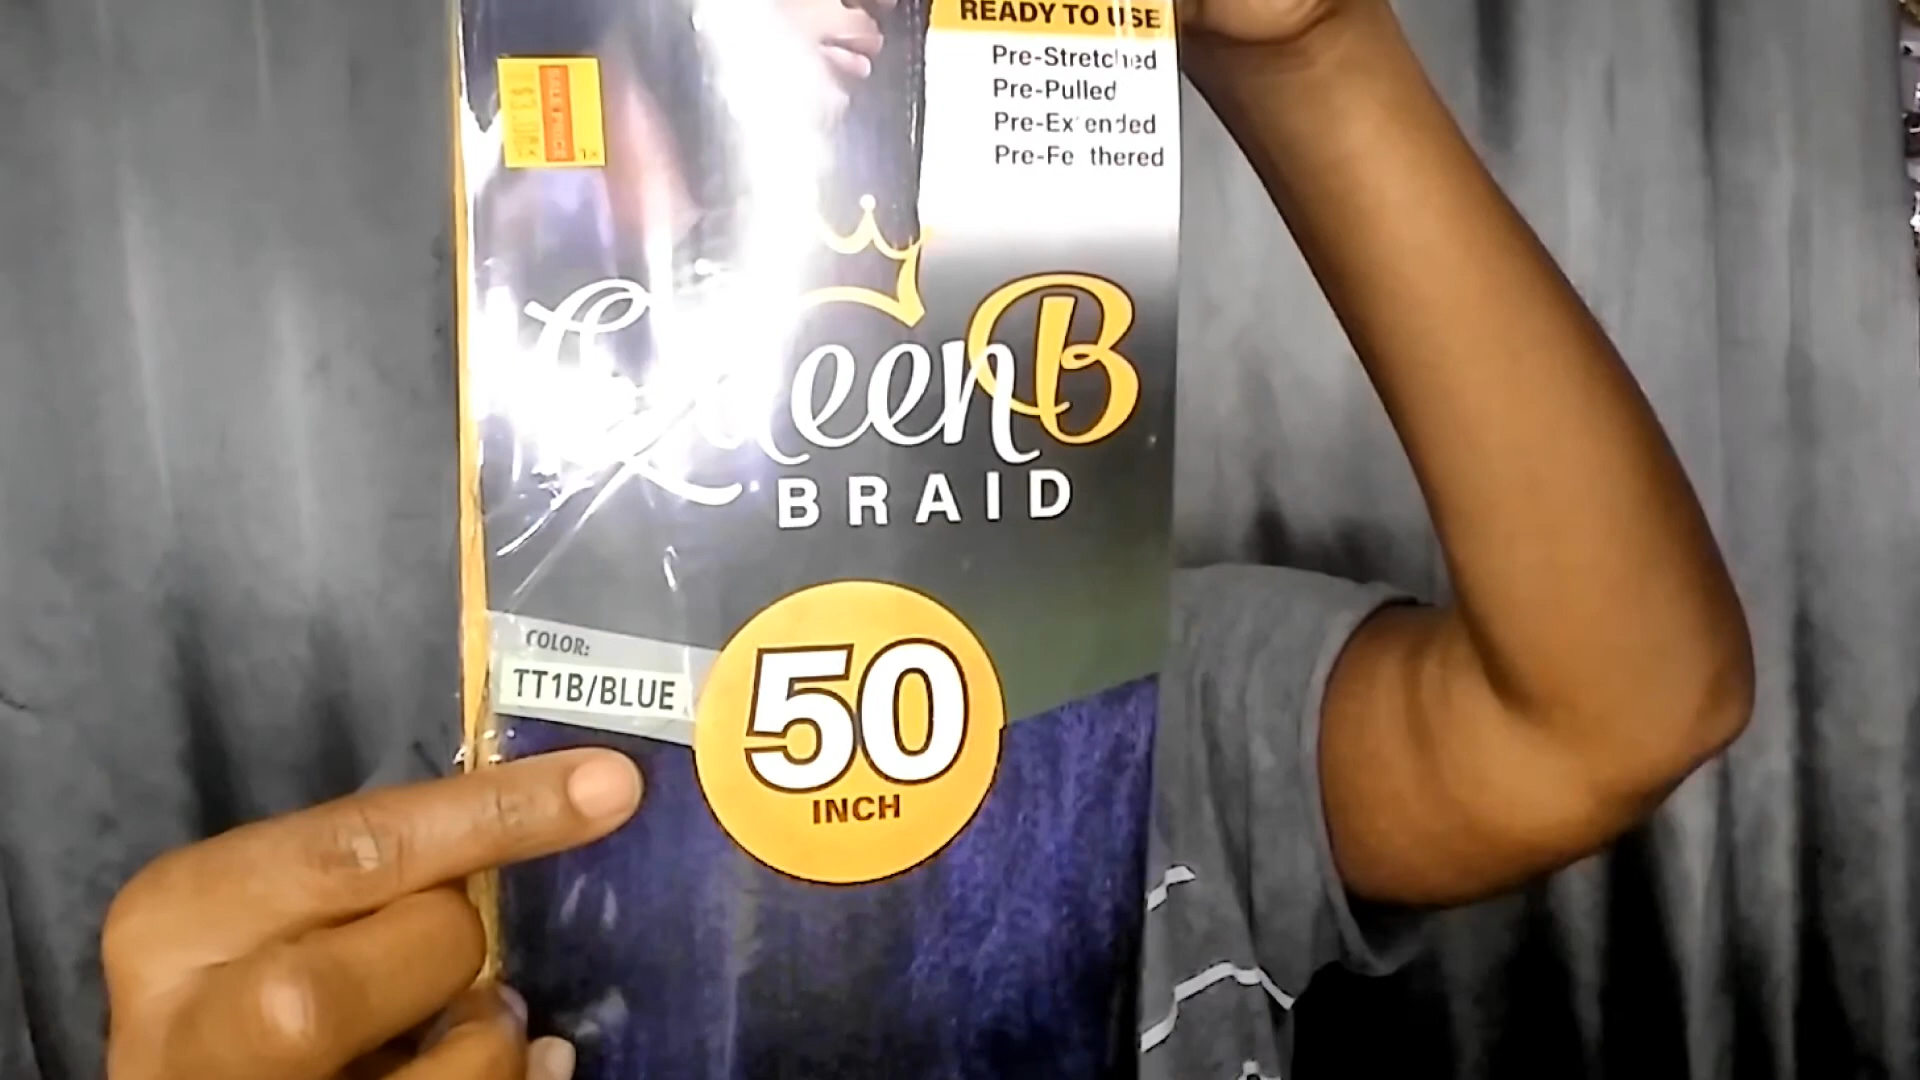 READY TO USE
Pre-Stretched
Pre-Pulled
Pre-Extended
Pre-Feathered
Queen B
BRAID
COLOR:
TT1B/BLUE
50
INCH